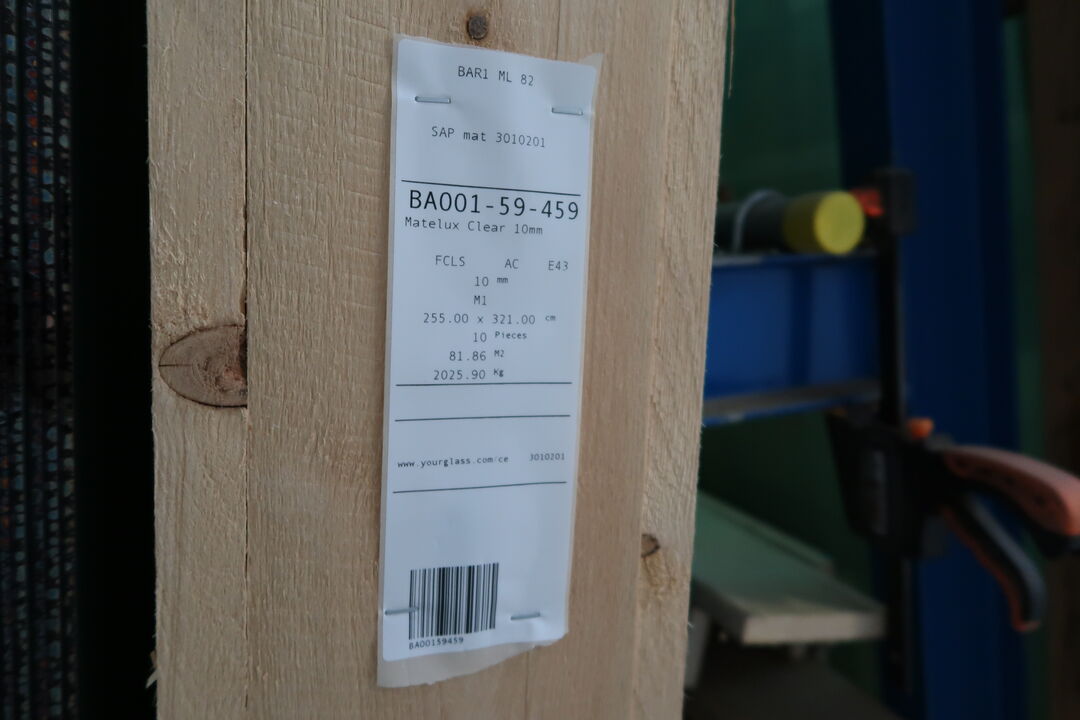 BAR1 ML 82
SAP mat 3010201
BA001-59-459
Matelux Clear 10mm
FCLS AC E43
10 mm
M1
255.00 x 321.00 cm
10 Pieces
81.86 M2
2025.90 Kg
www.yourglass.com/ce 3010201
BA00159459